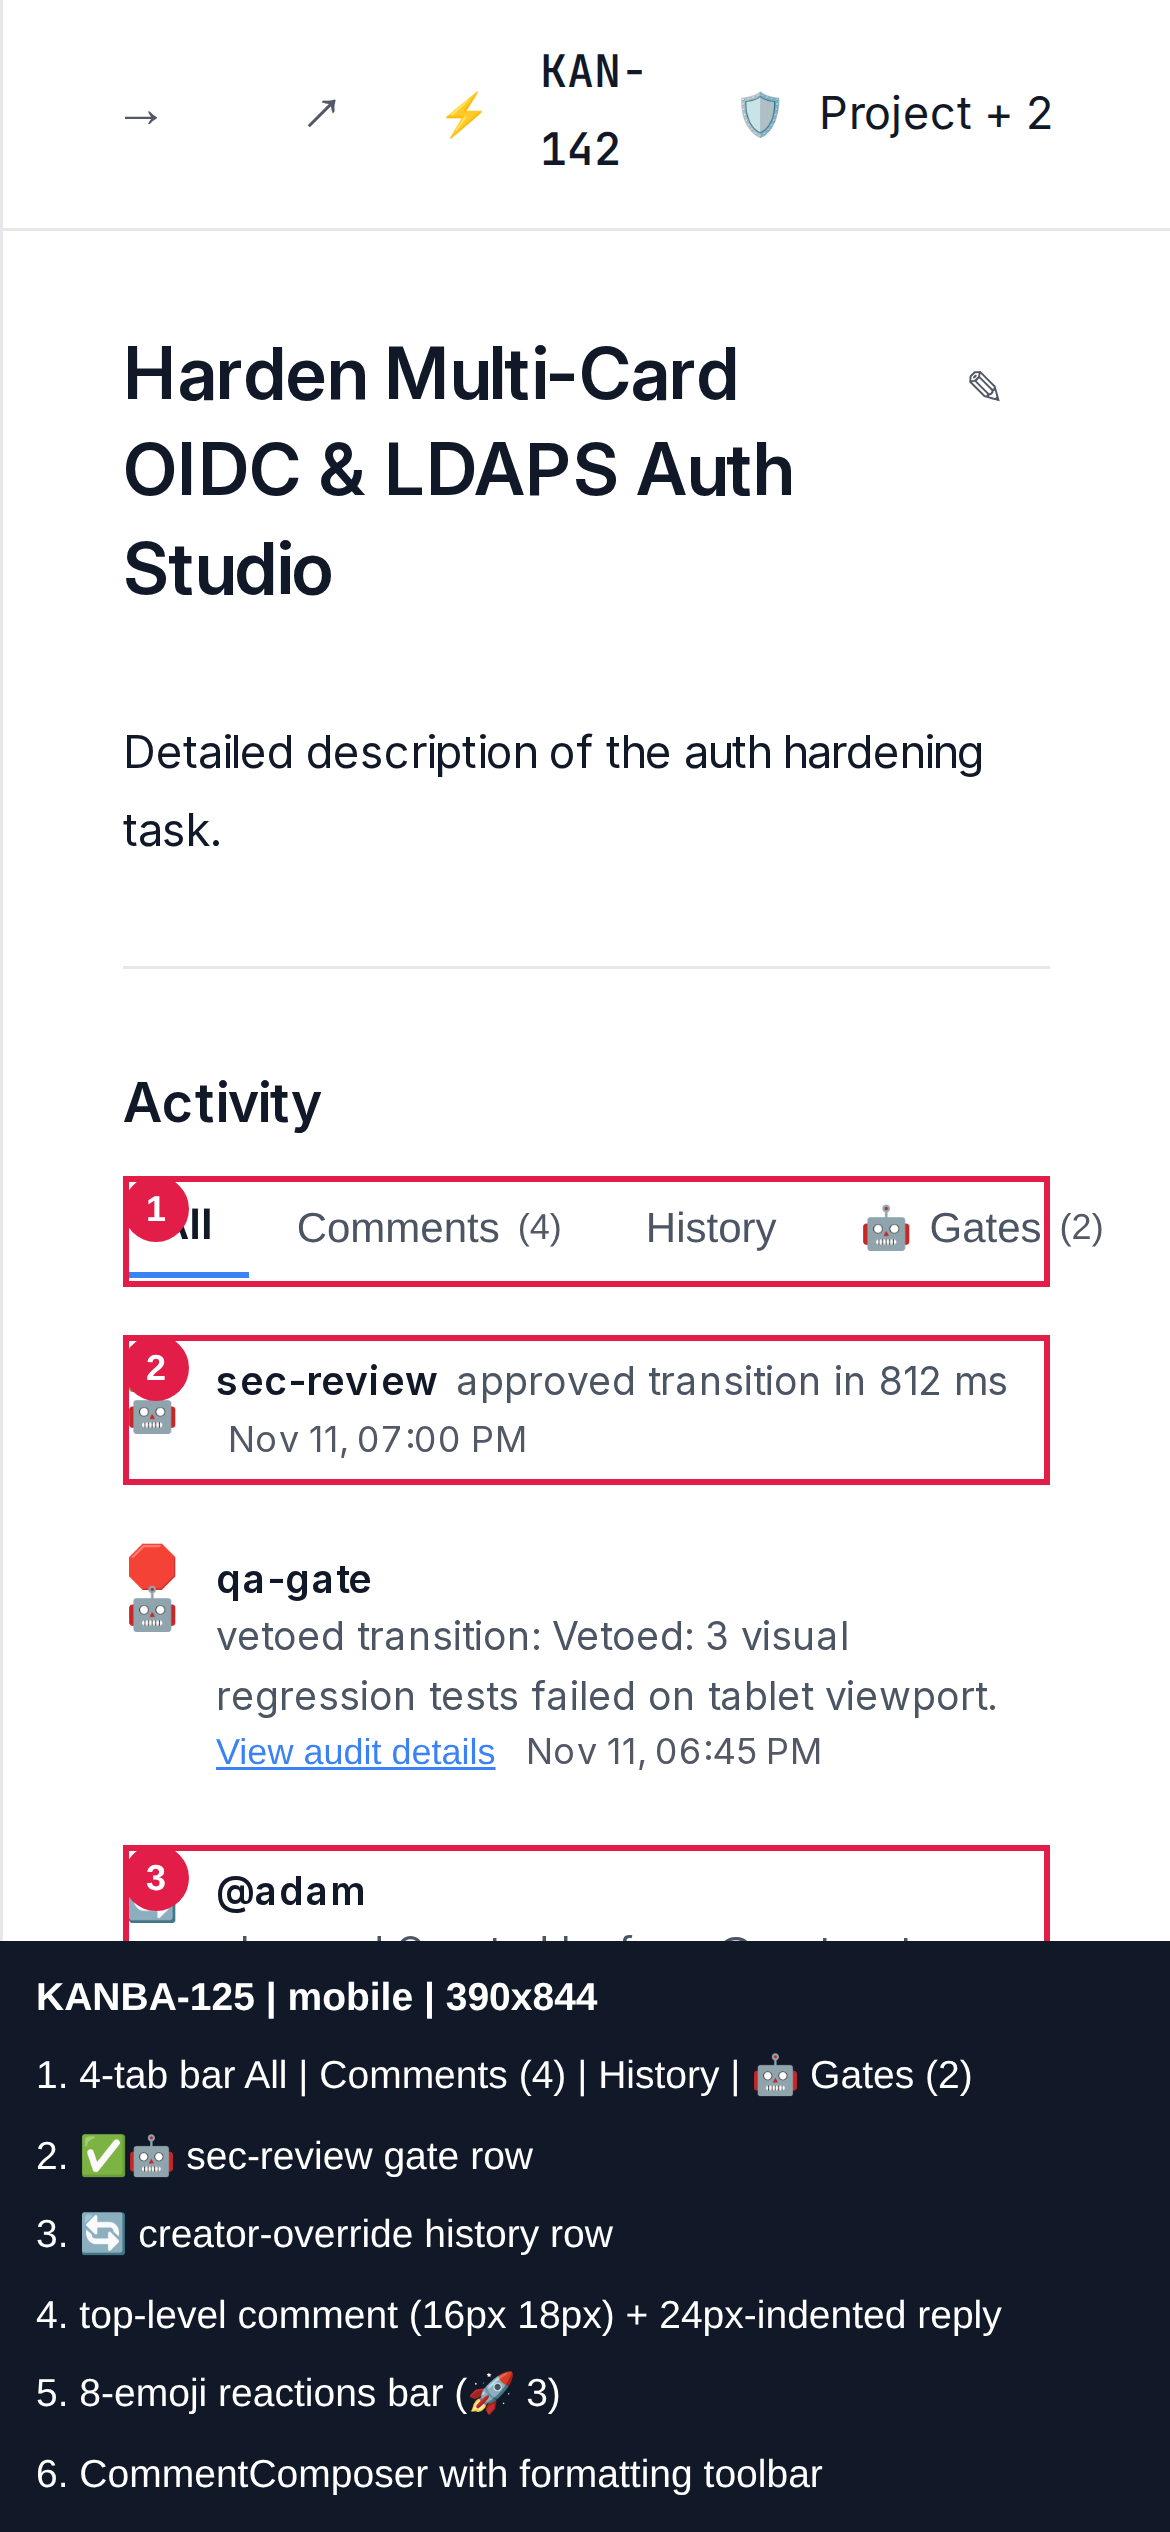 → ↗ ⚡ KAN-
142
🛡️ Project + 2
Harden Multi-Card
OIDC & LDAPS Auth
Studio
✎
Detailed description of the auth hardening
task.
Activity
1
Comments (4) History 🤖 Gates (2)
2
sec-review approved transition in 812 ms
Nov 11, 07:00 PM
qa-gate
vetoed transition: Vetoed: 3 visual
regression tests failed on tablet viewport.
View audit details Nov 11, 06:45 PM
3
@adam
KANBA-125 | mobile | 390x844
1. 4-tab bar All | Comments (4) | History | 🤖 Gates (2)
2. ✅🤖 sec-review gate row
3. 🔄 creator-override history row
4. top-level comment (16px 18px) + 24px-indented reply
5. 8-emoji reactions bar (🚀 3)
6. CommentComposer with formatting toolbar